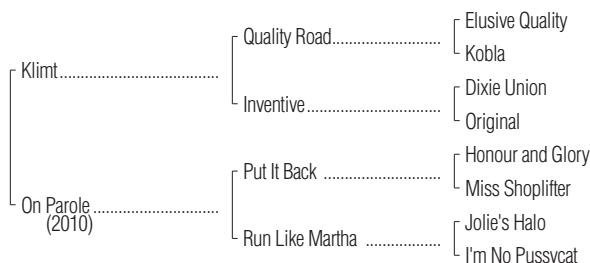 Elusive Quality
Quality Road
Kobla
Klimt
Dixie Union
Inventive
Original
Honour and Glory
Put It Back
Miss Shoplifter
On Parole
(2010)
Jolie's Halo
Run Like Martha
I'm No Pussycat